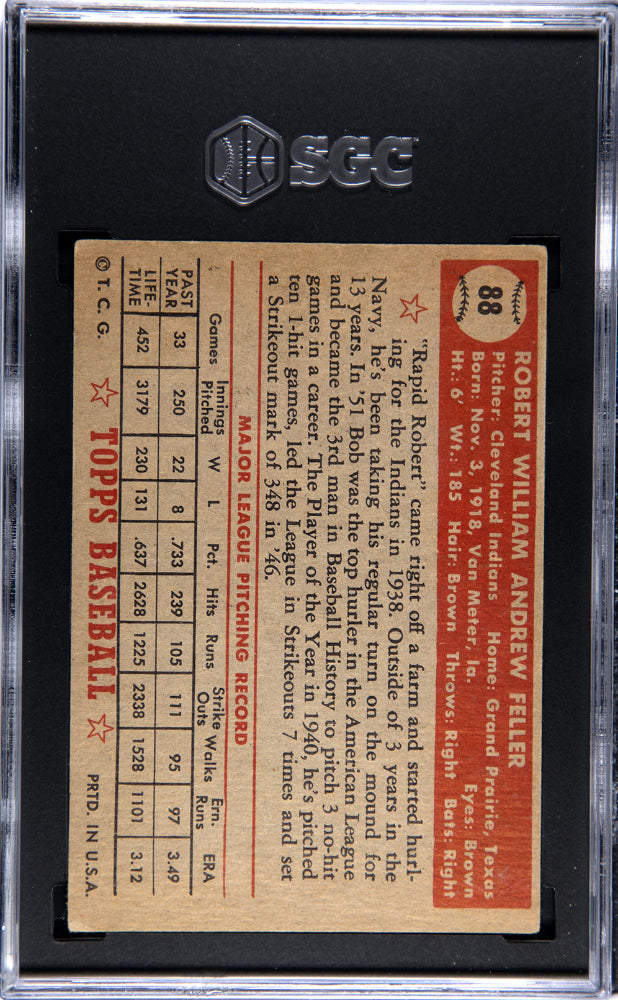 SGC
88
ROBERT WILLIAM ANDREW FELLER
Pitcher: Cleveland Indians Home: Grand Prairie, Texas
Born: Nov. 3, 1918, Van Meter, Ia. Eyes: Brown
Ht.: 6' Wt.: 185 Hair: Brown Throws: Right Bats: Right
"Rapid Robert" came right off a farm and started hurl-
ing for the Indians in 1938. Outside of 3 years in the
Navy, he's been taking his regular turn on the mound for
13 years. In '51 Bob was the top hurler in the American League
and became the 3rd man in Baseball History to pitch 3 no-hit
games in a career. The Player of the Year in 1940, he's pitched
ten 1-hit games, led the League in Strikeouts 7 times and set
a Strikeout mark of 348 in '46.
MAJOR LEAGUE PITCHING RECORD
Games Innings Pitched W L Pct. Hits Runs Strike Outs Walks Ern. Runs ERA
PAST YEAR 33 250 22 8 .733 239 105 111 95 97 3.49
LIFE-TIME 452 3179 230 131 .637 2628 1225 2338 1528 1101 3.12
© T. C. G. TOPPS BASEBALL PRTD. IN U.S.A.